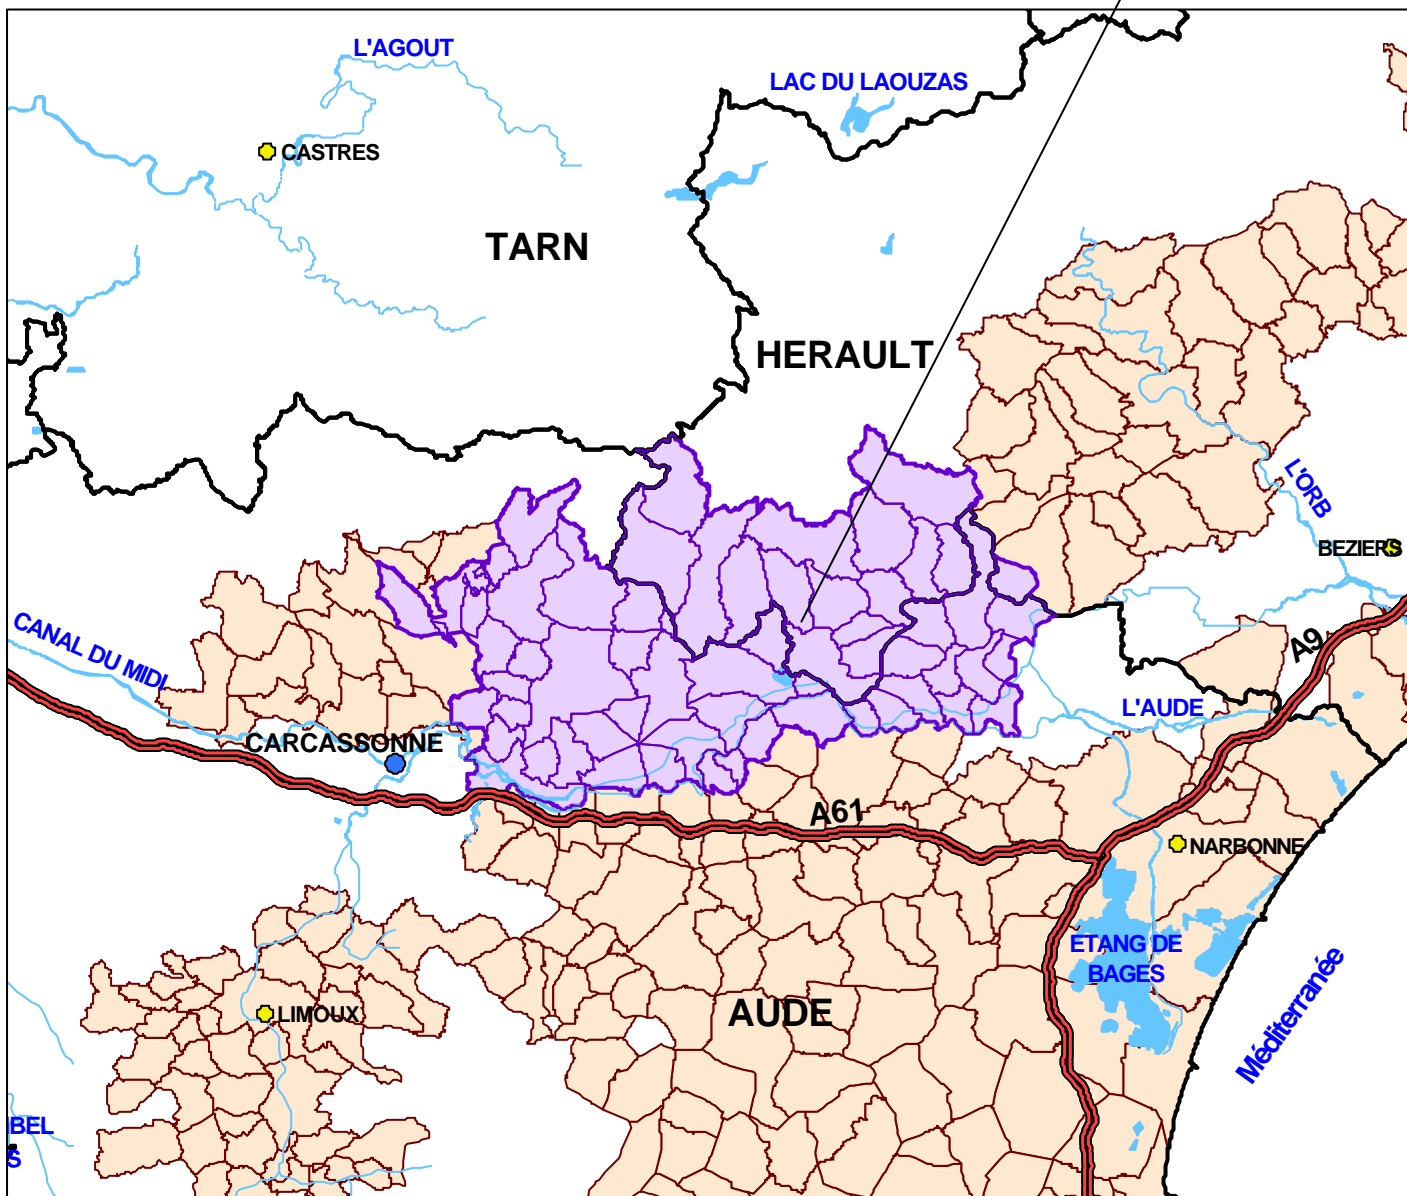 L'AGOUT
LAC DU LAOUZAS
CASTRES
TARN
HERAULT
L'ORB
BEZIERS
CANAL DU MIDI
A9
L'AUDE
CARCASSONNE
A61
NARBONNE
ETANG DE
BAGES
Méditerranée
AUDE
LIMOUX
BEL
S